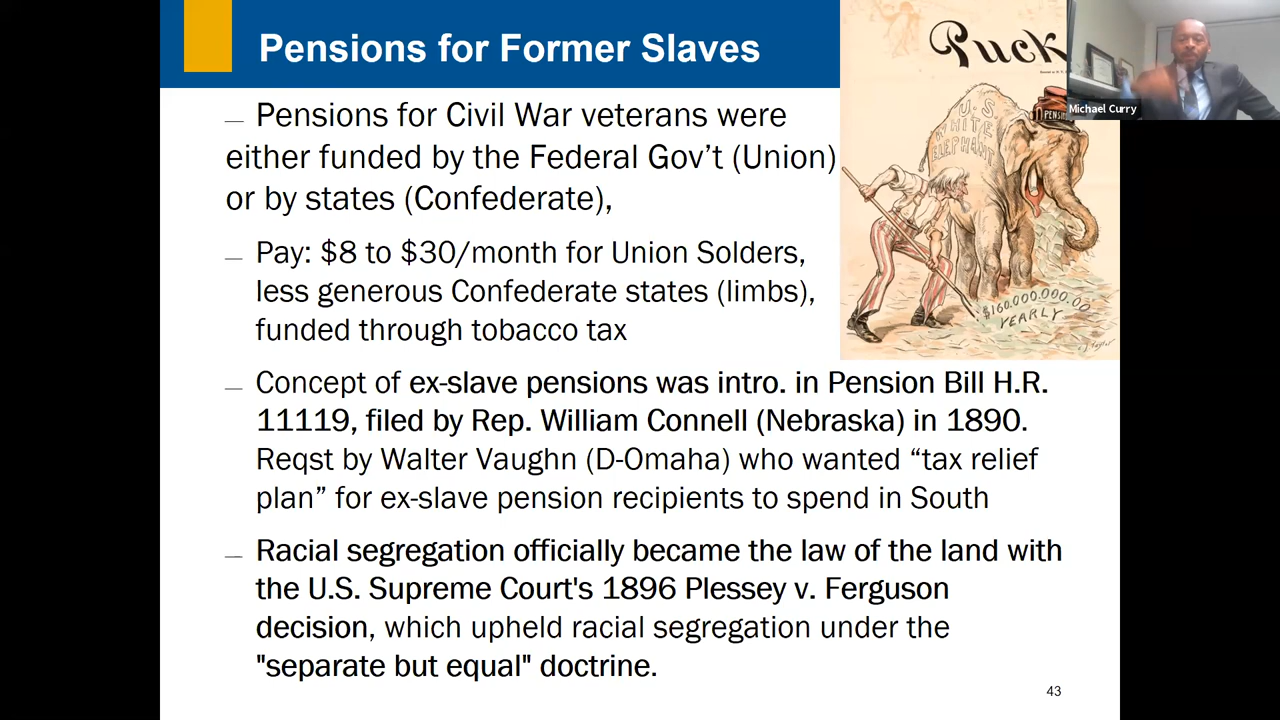 Pensions for Former Slaves
— Pensions for Civil War veterans were
either funded by the Federal Gov’t (Union)
or by states (Confederate),
— Pay: $8 to $30/month for Union Solders,
less generous Confederate states (limbs),
funded through tobacco tax
— Concept of ex-slave pensions was intro. in Pension Bill H.R.
11119, filed by Rep. William Connell (Nebraska) in 1890.
Reqst by Walter Vaughn (D-Omaha) who wanted “tax relief
plan” for ex-slave pension recipients to spend in South
— Racial segregation officially became the law of the land with
the U.S. Supreme Court's 1896 Plessey v. Ferguson
decision, which upheld racial segregation under the
"separate but equal" doctrine.
43
Puck
U.S.
WHITE
ELEPHANT
$160.000.000.00
YEARLY
Michael Curry